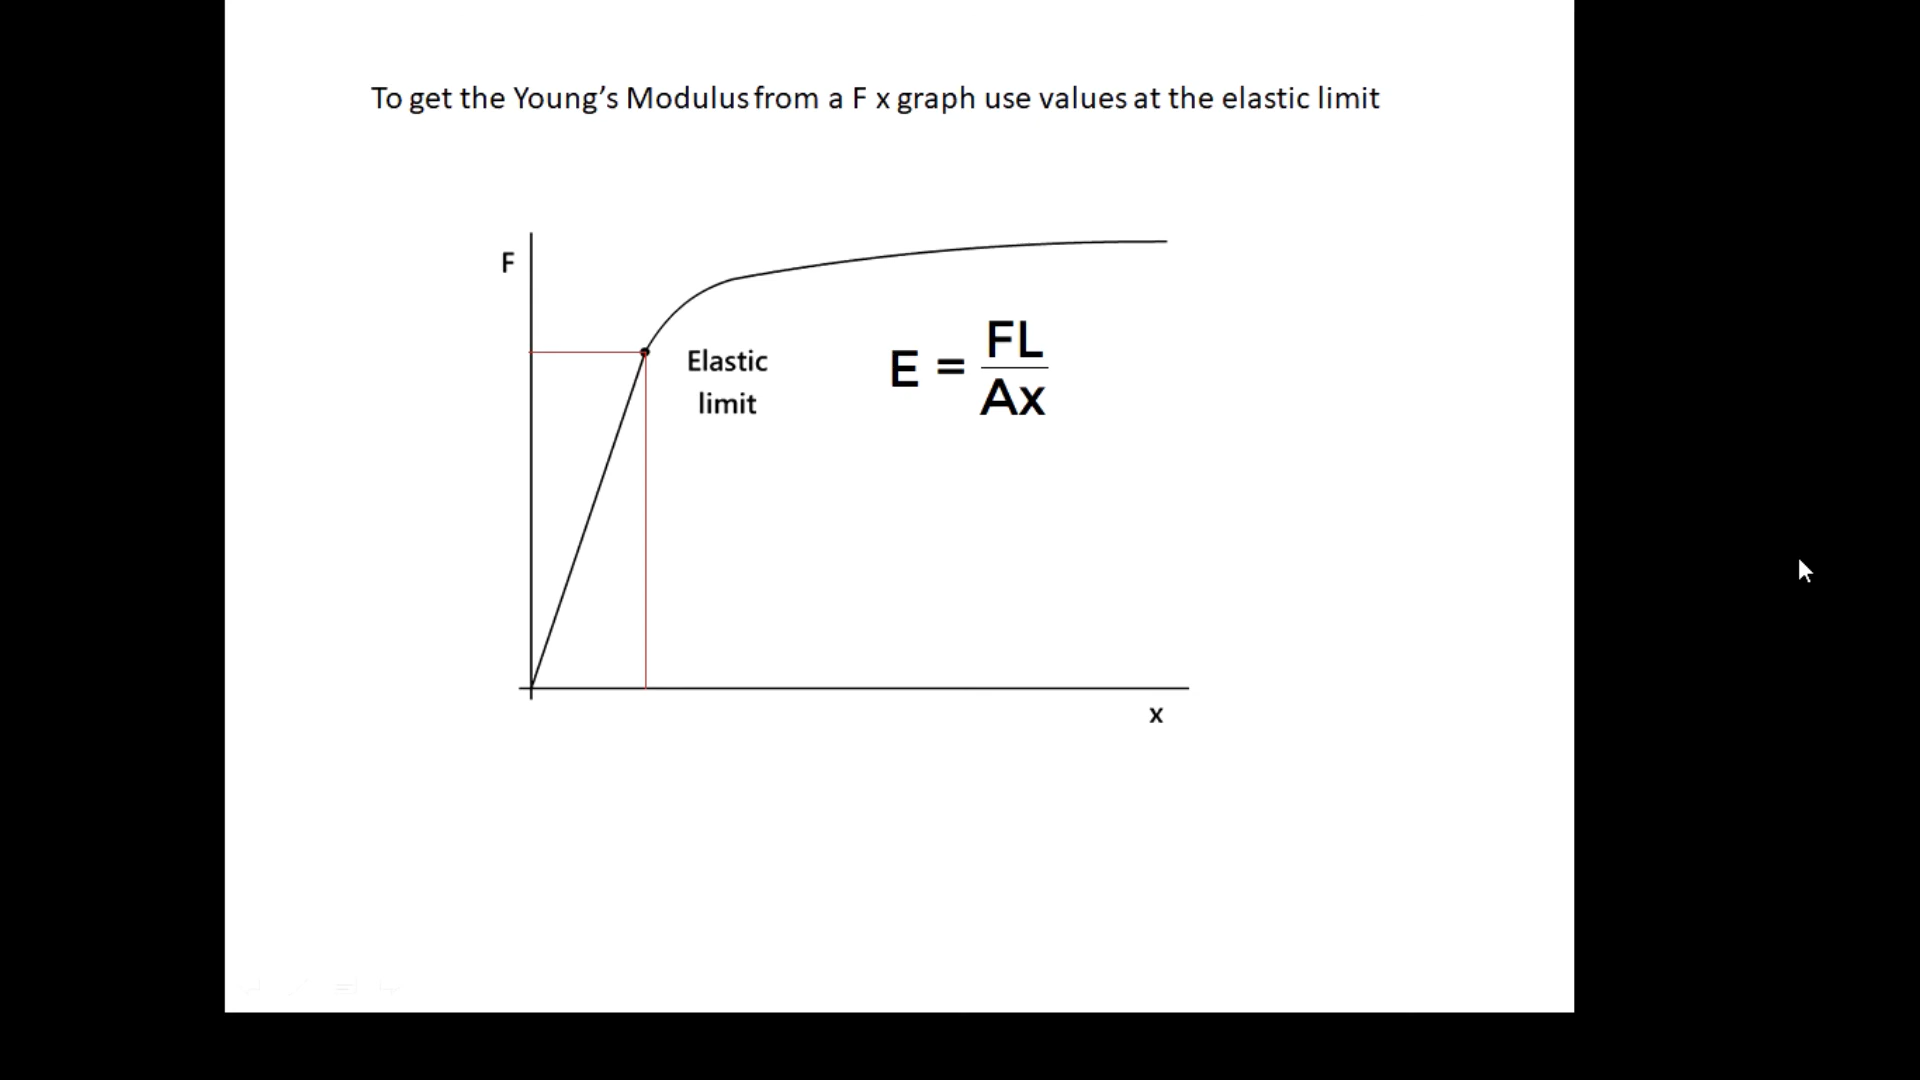 To get the Young’s Modulus from a F x graph use values at the elastic limit
F
Elastic
limit
E = FL
Ax
x